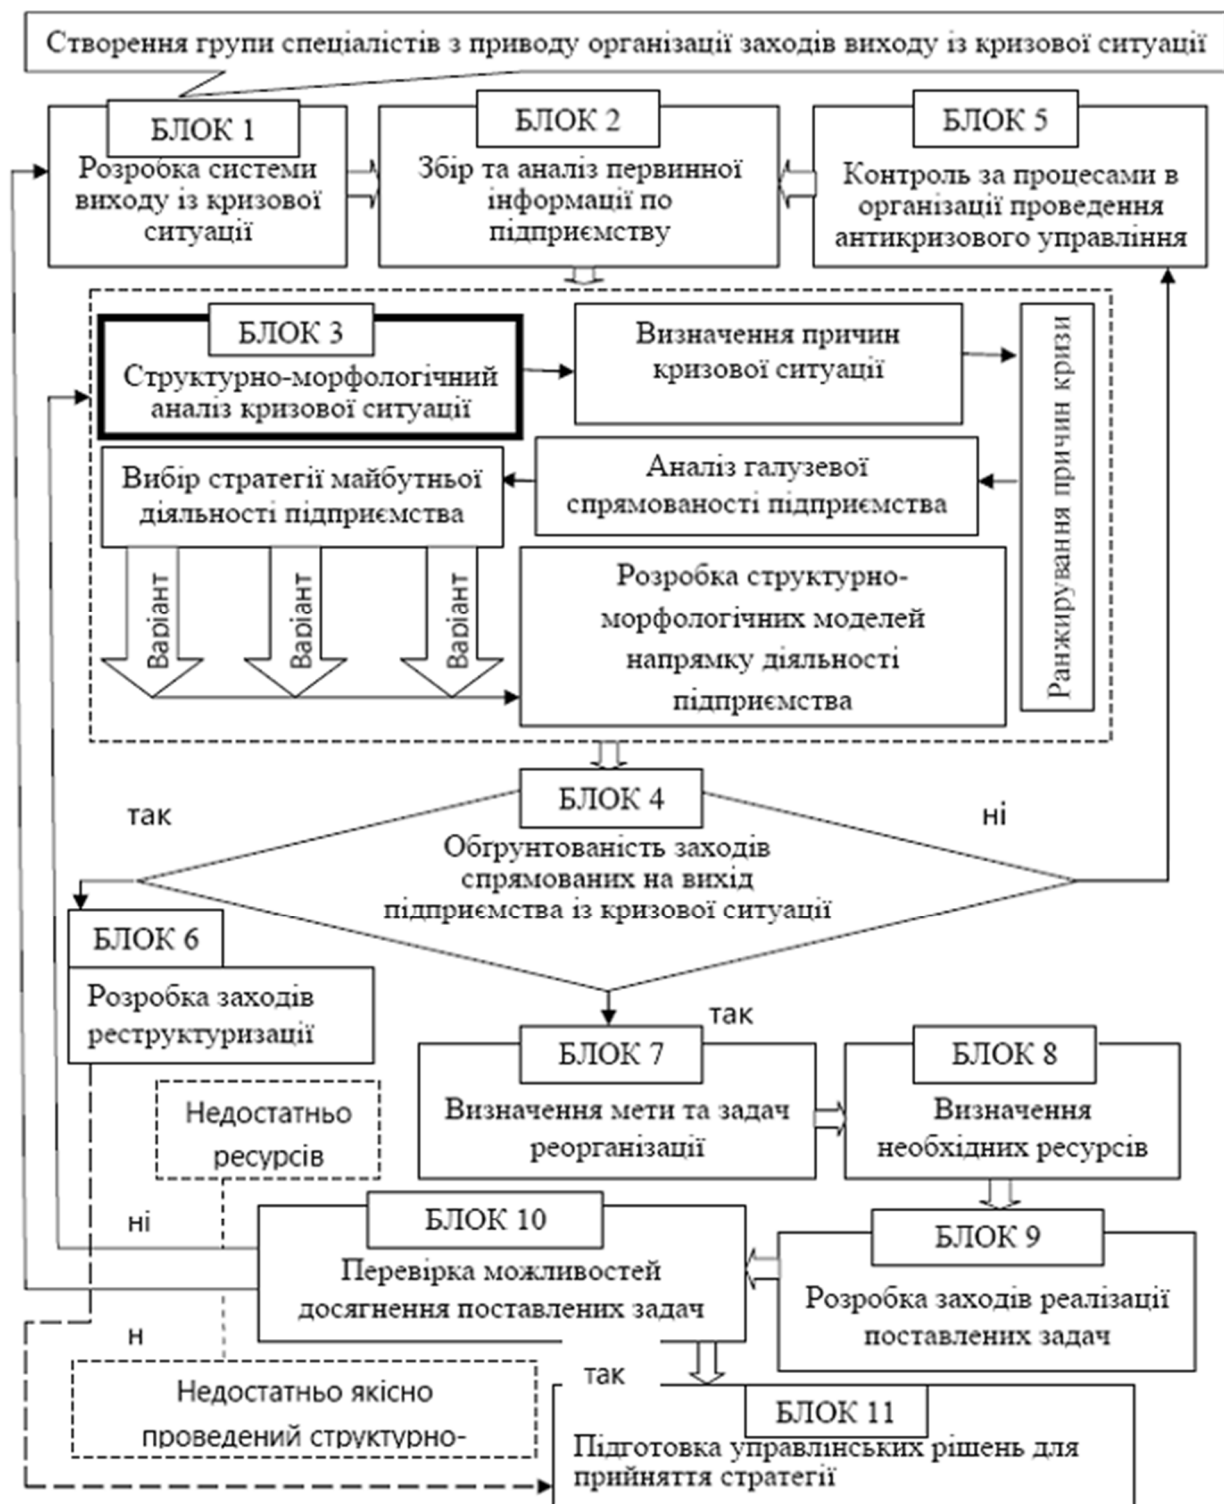 Створення групи спеціалістів з приводу організації заходів виходу із кризової ситуації
БЛОК 1
Розробка системи
виходу із кризової
ситуації
БЛОК 2
Збір та аналіз первинної
інформації по
підприємству
БЛОК 5
Контроль за процесами в
організації проведення
антикризового управління
БЛОК 3
Структурно-морфологічний
аналіз кризової ситуації
Визначення причин
кризової ситуації
Ранжирування причин кризи
Вибір стратегії майбутньої
діяльності підприємства
Аналіз галузевої
спрямованості підприємства
Варіант
Варіант
Варіант
Розробка структурно-
морфологічних моделей
напрямку діяльності
підприємства
БЛОК 4
так
ні
Обґрунтованість заходів
спрямованих на вихід
підприємства із кризової ситуації
БЛОК 6
Розробка заходів
реструктуризації
так
БЛОК 7
Визначення мети та задач
реорганізації
БЛОК 8
Визначення
необхідних ресурсів
Недостатньо
ресурсів
ні
БЛОК 10
Перевірка можливостей
досягнення поставлених задач
БЛОК 9
Розробка заходів реалізації
поставлених задач
н
Недостатньо якісно
проведений структурно-
так
БЛОК 11
Підготовка управлінських рішень для
прийняття стратегії